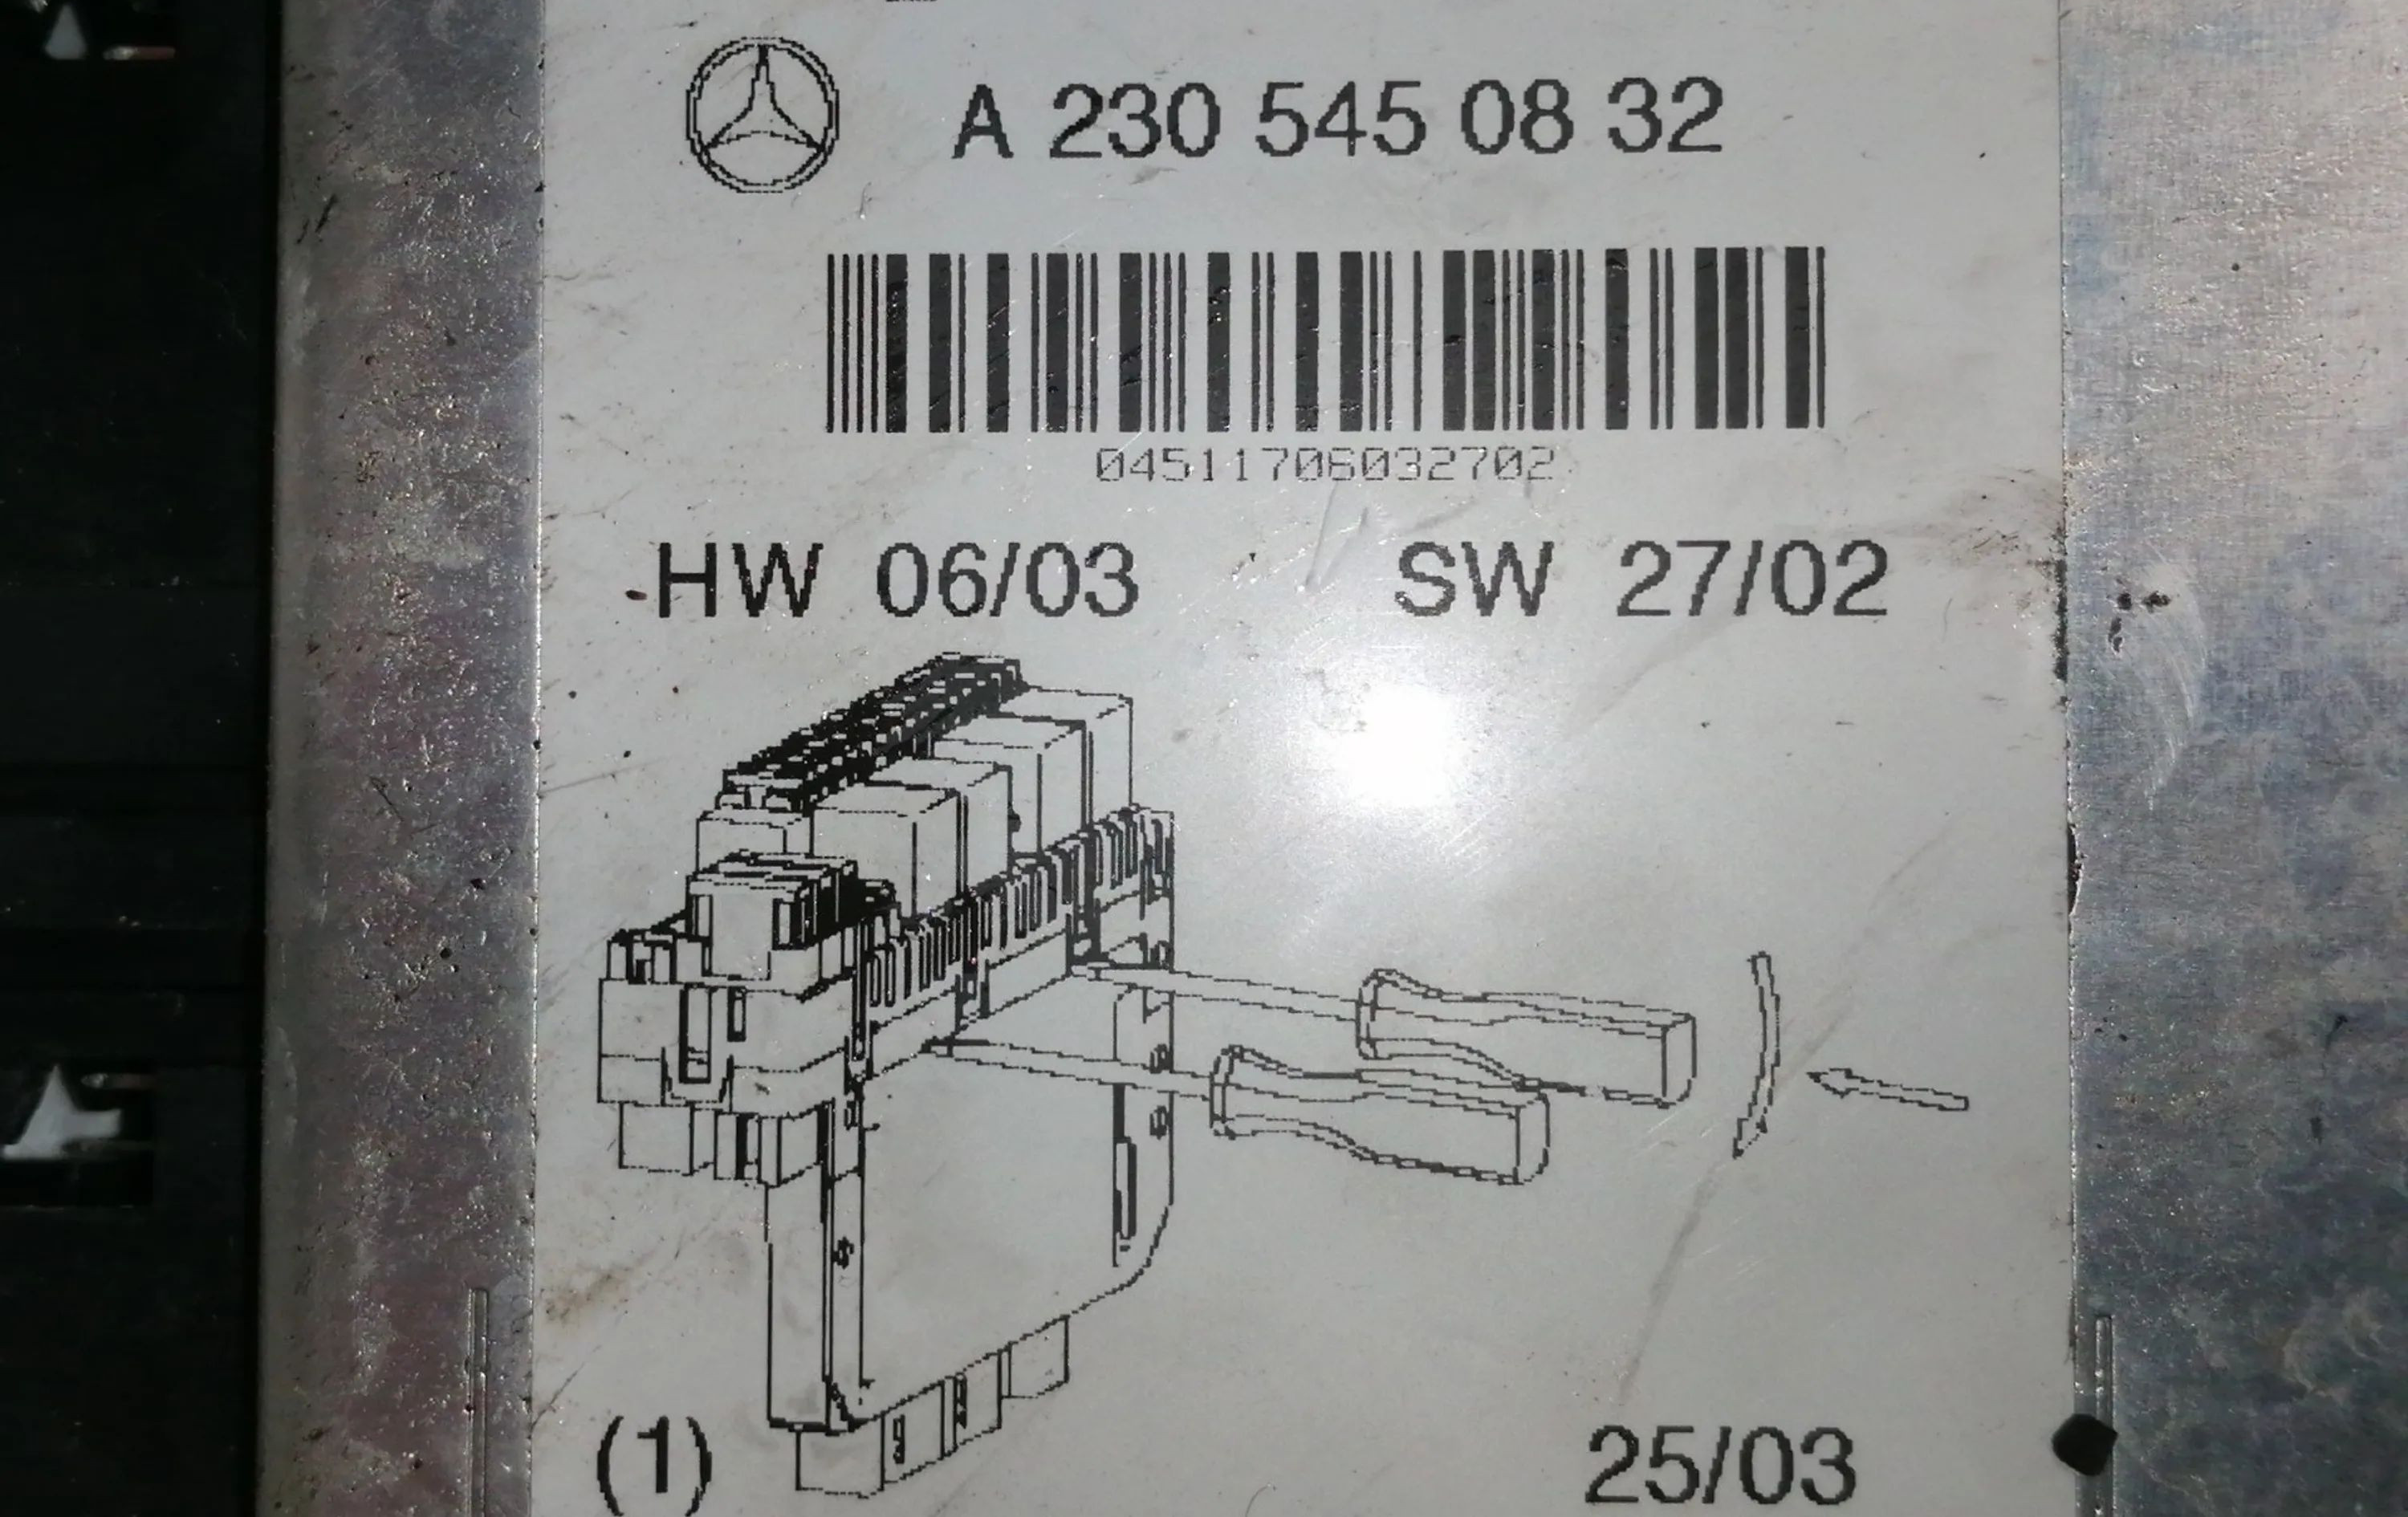 A 230 545 08 32
04511706032702
HW 06/03 SW 27/02
(1) 25/03